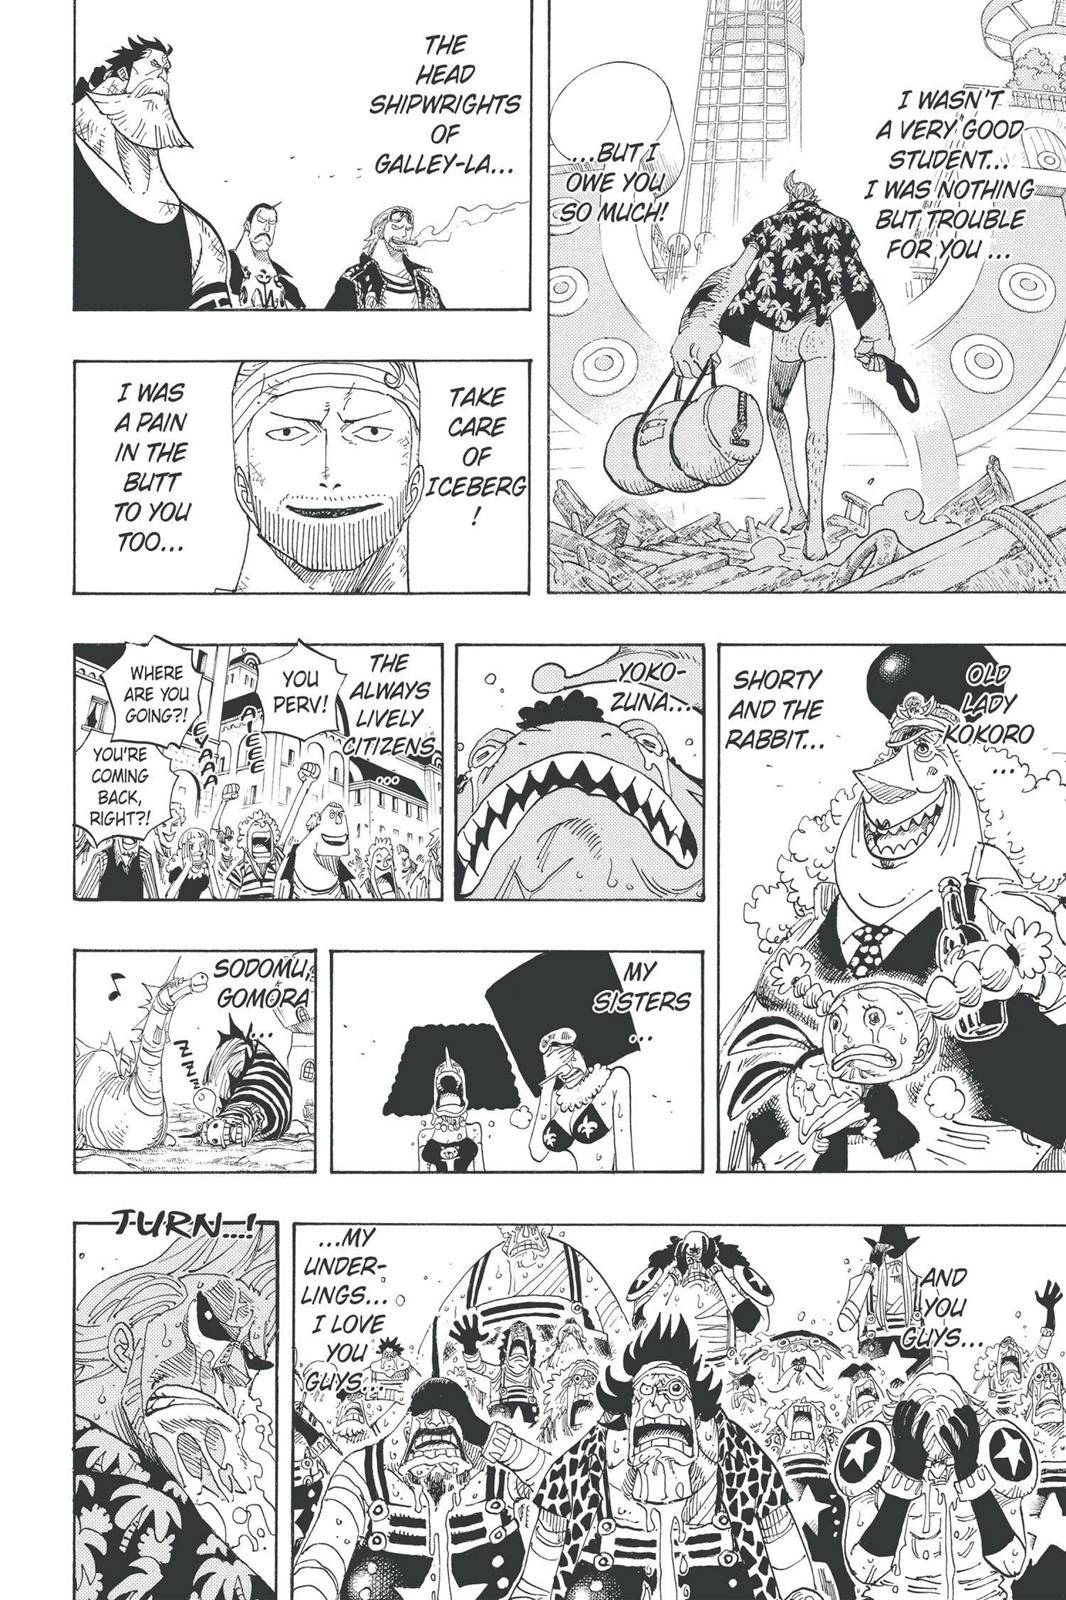 I WASN'T
A VERY GOOD
STUDENT...
I WAS NOTHING
BUT TROUBLE
FOR YOU ...
...BUT I
OWE YOU
SO MUCH!
THE
HEAD
SHIPWRIGHTS
OF
GALLEY-LA...
TAKE
CARE
OF
ICEBERG
!
I WAS
A PAIN
IN THE
BUTT
TO YOU
TOO...
OLD
LADY
KOKORO
...
SHORTY
AND THE
RABBIT...
YOKO-
ZUNA...
THE
ALWAYS
LIVELY
CITIZENS
...
YOU
PERV!
WHERE
ARE YOU
GOING?!
YOU'RE
COMING
BACK,
RIGHT?!
MY
SISTERS
...
SODOMU,
GOMORA
...
ZZZZ
AND
YOU
GUYS...
...MY
UNDER-
LINGS...
I LOVE
YOU
GUYS...
TURN...!